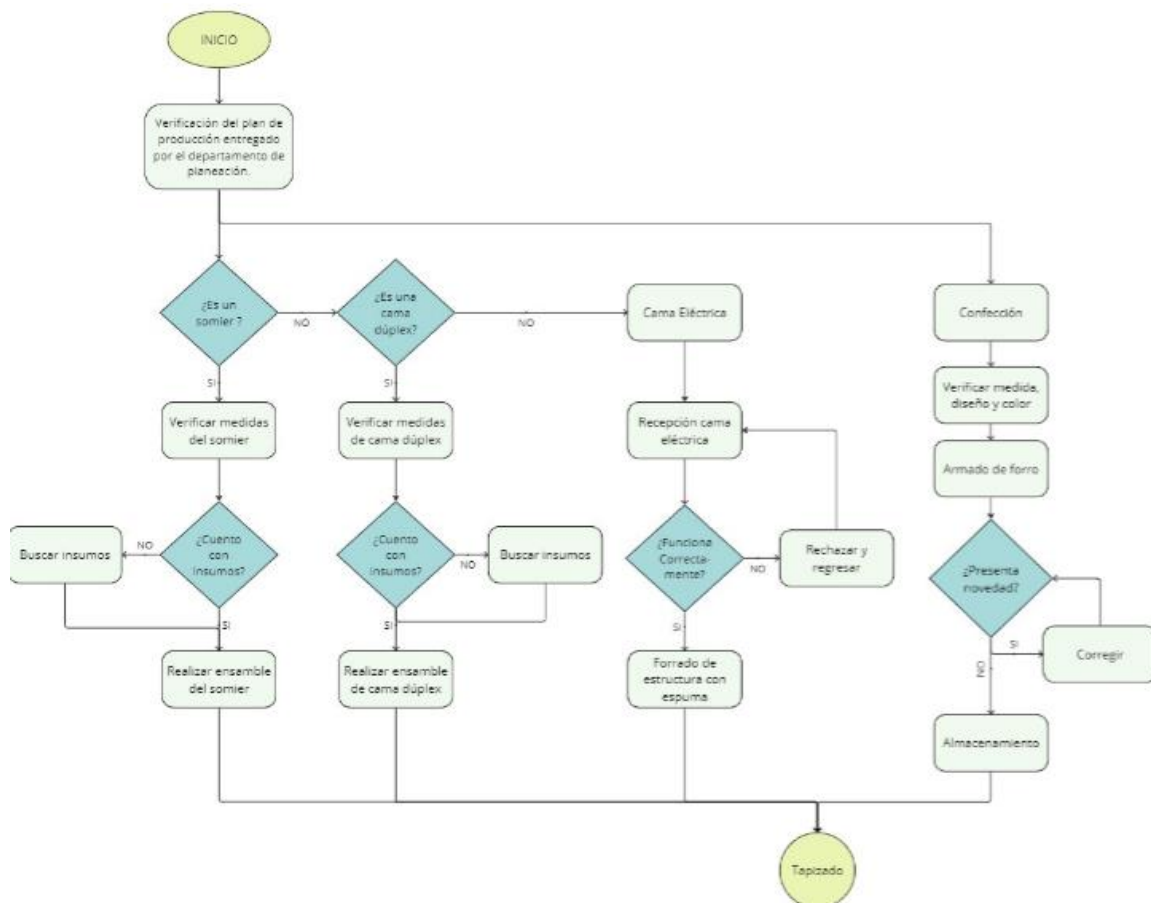 INICIO
Verificación del plan de
producción entregado
por el departamento de
planeación.
¿Es un
somier ?
NO
¿Es una
cama
dúplex?
NO
Cama Eléctrica
Confección
SI
SI
Verificar medidas
del somier
Verificar medidas
de cama dúplex
Recepción cama
eléctrica
Verificar medida,
diseño y color
Armado de forro
Buscar insumos
NO
¿Cuento
con
insumos?
¿Cuento
con
insumos?
NO
Buscar insumos
¿Funciona
Correcta-
mente?
NO
Rechazar y
regresar
¿Presenta
novedad?
SI
SI
SI
SI
Corregir
NO
Realizar ensamble
del somier
Realizar ensamble
de cama dúplex
Forrado de
estructura con
espuma
Almacenamiento
Tapizado